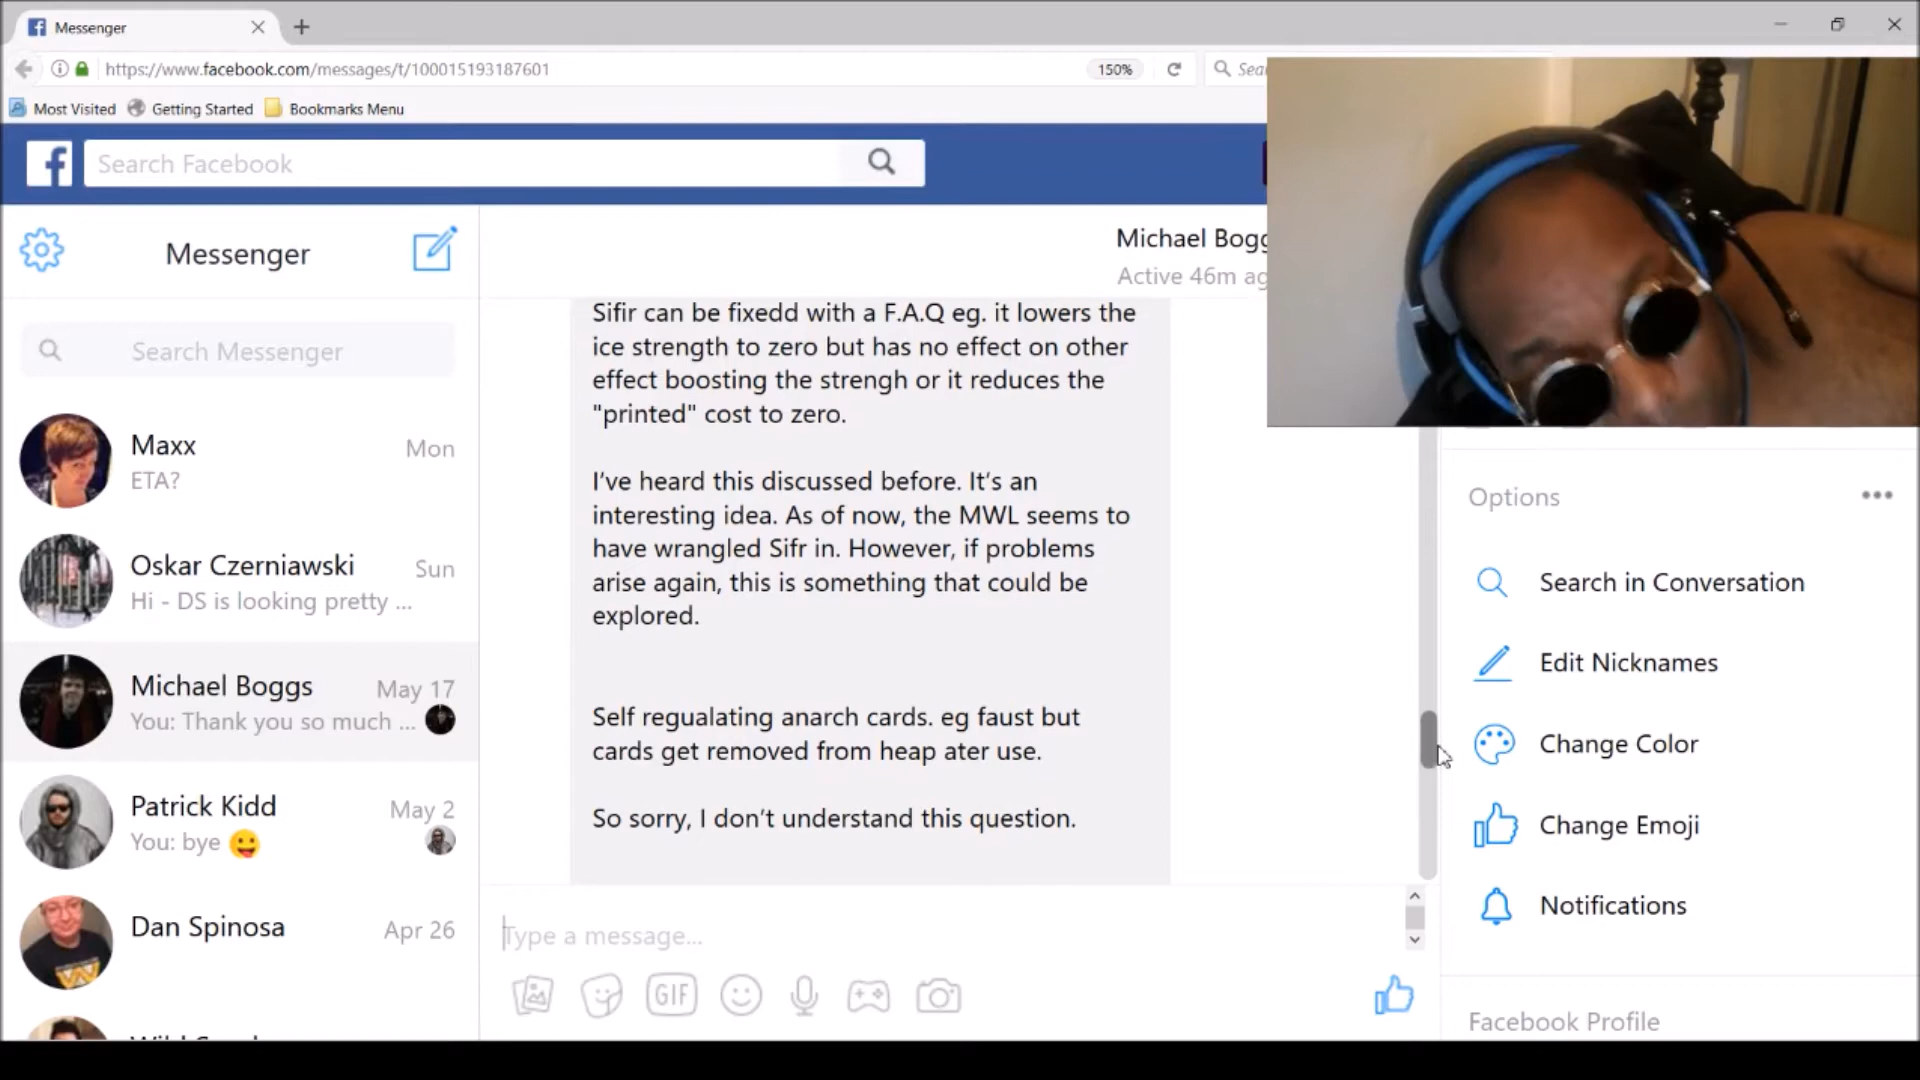 Messenger
https://www.facebook.com/messages/t/100015193187601
150%
Sea
Most Visited
Getting Started
Bookmarks Menu
Search Facebook
Messenger
Michael Bogg
Active 46m ag
Search Messenger
Maxx
Mon
ETA?
Oskar Czerniawski
Sun
Hi - DS is looking pretty ...
Michael Boggs
May 17
You: Thank you so much ...
Patrick Kidd
May 2
You: bye 😛
Dan Spinosa
Apr 26
Sifir can be fixedd with a F.A.Q eg. it lowers the
ice strength to zero but has no effect on other
effect boosting the strengh or it reduces the
"printed" cost to zero.
I've heard this discussed before. It's an
interesting idea. As of now, the MWL seems to
have wrangled Sifr in. However, if problems
arise again, this is something that could be
explored.
Self regualating anarch cards. eg faust but
cards get removed from heap ater use.
So sorry, I don't understand this question.
Type a message...
GIF
Options
Search in Conversation
Edit Nicknames
Change Color
Change Emoji
Notifications
Facebook Profile